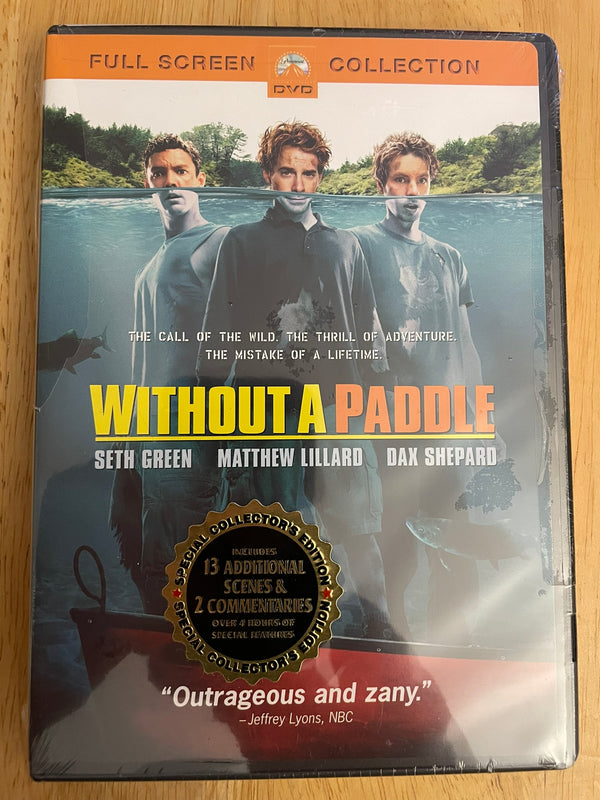 FULL SCREEN COLLECTION
Paramount
DVD
THE CALL OF THE WILD. THE THRILL OF ADVENTURE.
THE MISTAKE OF A LIFETIME.
WITHOUT A PADDLE
SETH GREEN MATTHEW LILLARD DAX SHEPARD
SPECIAL COLLECTOR'S EDITION
INCLUDES
13 ADDITIONAL
SCENES &
2 COMMENTARIES
OVER 4 HOURS OF
SPECIAL FEATURES
SPECIAL COLLECTOR'S EDITION
"Outrageous and zany."
–Jeffrey Lyons, NBC